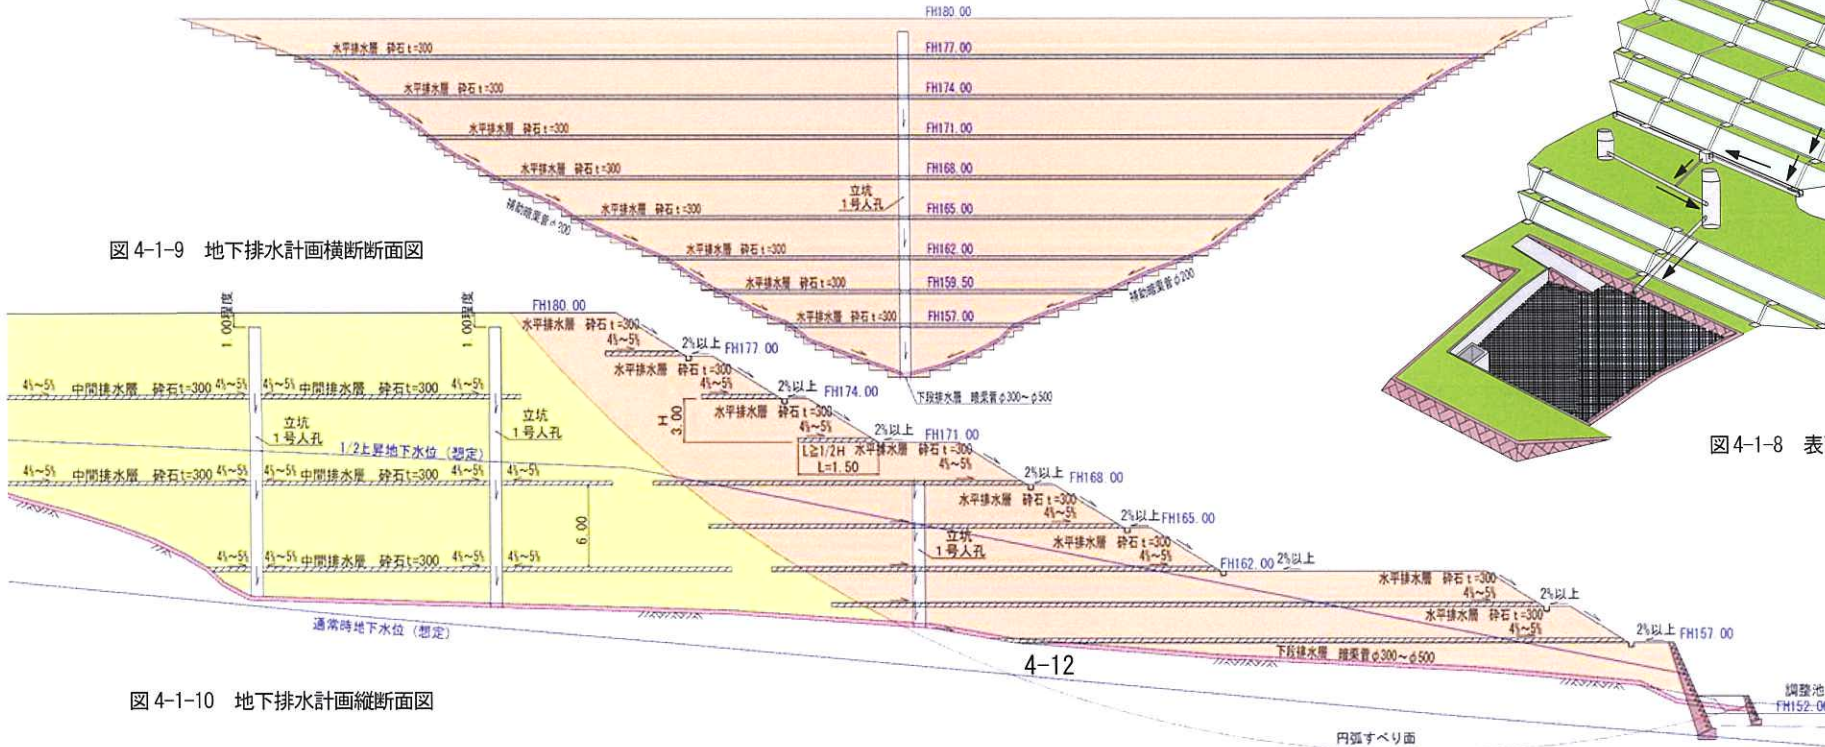 FH180.00
水平排水層 砕石t=300
FH177.00
水平排水層 砕石t=300
FH174.00
水平排水層 砕石t=300
FH171.00
水平排水層 砕石t=300
FH168.00
立坑
1号人孔
水平排水層 砕石t=300
FH165.00
補助暗渠管φ200
水平排水層 砕石t=300
FH162.00
水平排水層 砕石t=300
FH159.50
補助暗渠管φ200
水平排水層 砕石t=300
FH157.00
下段排水層 暗渠管φ300~φ500
図4-1-9 地下排水計画横断断面図
図4-1-8 表
1.00程度
1.00程度
FH180.00
水平排水層 砕石t=300
4%~5%
2%以上 FH177.00
水平排水層 砕石t=300
4%~5%
2%以上 FH174.00
水平排水層 砕石t=300
4%~5%
H
3.00
2%以上 FH171.00
L≧1/2H
L=1.50
水平排水層 砕石t=300
4%~5%
2%以上 FH168.00
水平排水層 砕石t=300
4%~5%
2%以上 FH165.00
水平排水層 砕石t=300
4%~5%
FH162.00 2%以上
水平排水層 砕石t=300
4%~5%
2%以上
水平排水層 砕石t=300
4%~5%
2%以上 FH157.00
4%~5% 中間排水層 砕石t=300 4%~5% 4%~5% 中間排水層 砕石t=300 4%~5%
立坑
1号人孔
立坑
1号人孔
1/2上昇地下水位(想定)
4%~5% 中間排水層 砕石t=300 4%~5% 4%~5% 中間排水層 砕石t=300 4%~5% 4%~5%
6.00
立坑
1号人孔
4%~5% 4%~5% 中間排水層 砕石t=300 4%~5% 4%~5%
通常時地下水位(想定)
下段排水層 暗渠管φ300~φ500
4-12
調整池
FH152.00
図4-1-10 地下排水計画縦断面図
円弧すべり面